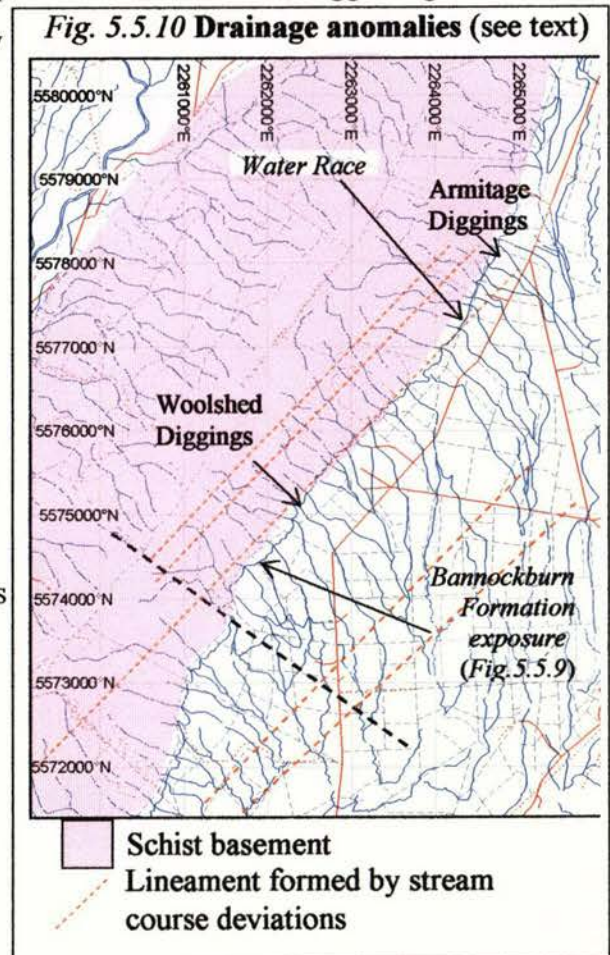 Fig. 5.5.10 Drainage anomalies (see text)
5580000°N
2261000°E
2262000°E
2263000°E
2264000 E
2265000°E
Water Race
5579000°N
Armitage
Diggings
5578000° N
5577000° N
Woolshed
Diggings
5576000°N
5575000°N
Bannockburn
Formation
exposure
(Fig.5.5.9)
5574000° N
5573000° N
5572000° N
s
Schist basement
Lineament formed by stream
course deviations